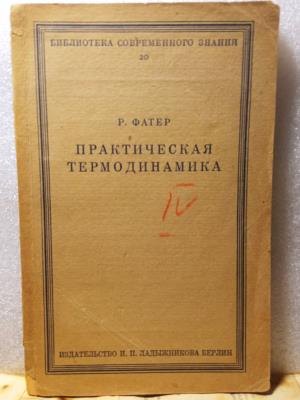 БИБЛИОТЕКА СОВРЕМЕННОГО ЗНАНИЯ
20
Р. ФАТЕР
ПРАКТИЧЕСКАЯ
ТЕРМОДИНАМИКА
IV
ИЗДАТЕЛЬСТВО И. П. ЛАДЫЖНИКОВА БЕРЛИН